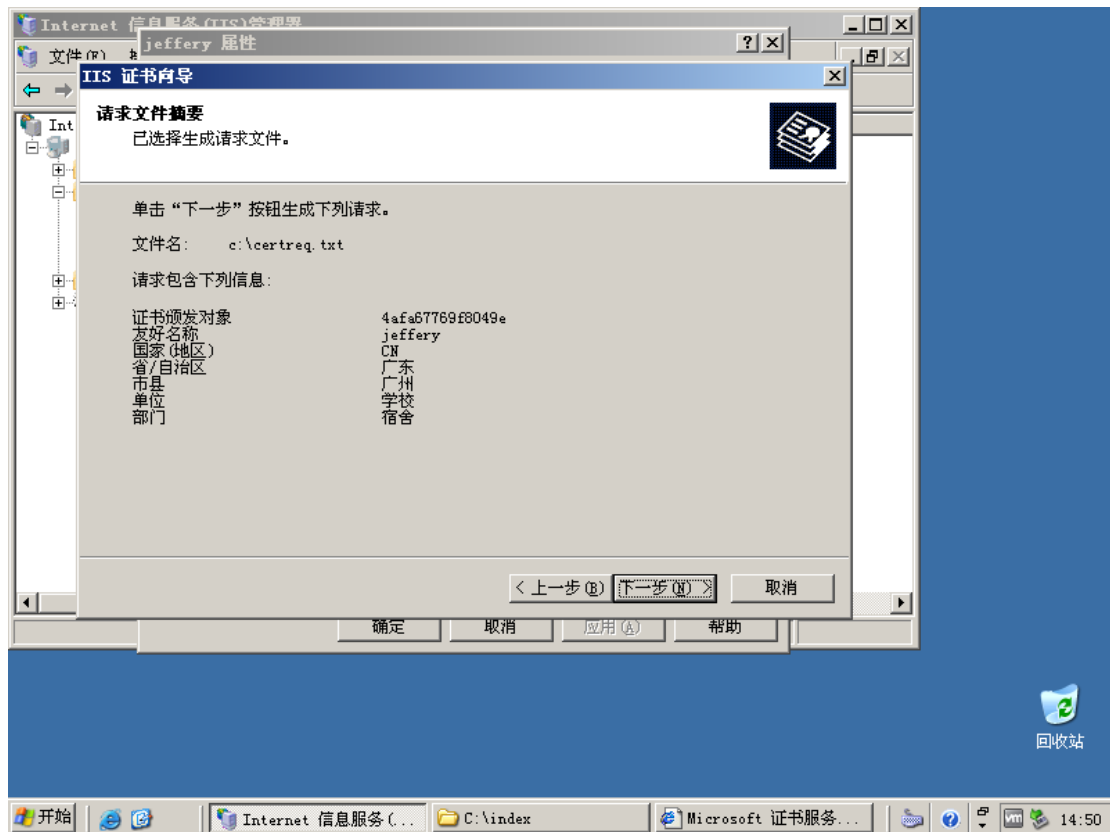 Internet 信息服务(IIS)管理器
文件(F)
jeffery 属性
IIS 证书向导
Int
请求文件摘要
已选择生成请求文件。
单击“下一步”按钮生成下列请求。
文件名: c:\certreq.txt
请求包含下列信息:
证书颁发对象 4afa67769f8049e
友好名称 jeffery
国家(地区) CN
省/自治区 广东
市县 广州
单位 学校
部门 宿舍
< 上一步(B) 下一步(N) > 取消
确定 取消 应用(A) 帮助
回收站
开始 Internet 信息服务(... C:\index Microsoft 证书服务... 14:50